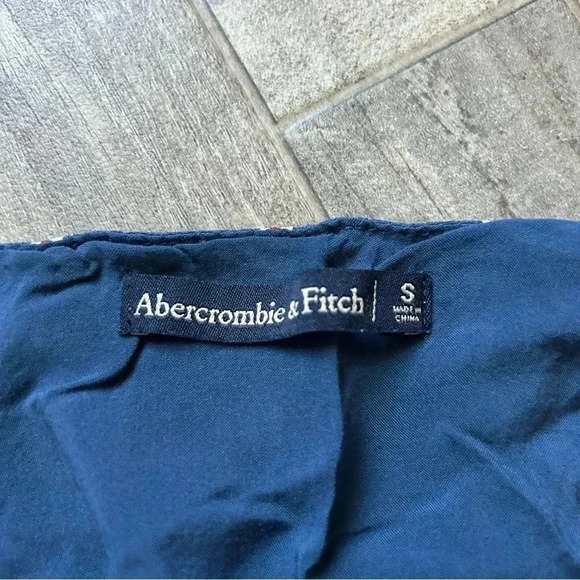 Abercrombie & Fitch | S
MADE IN
CHINA